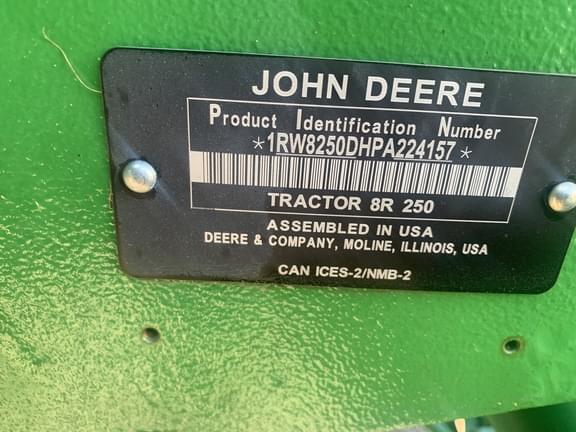 JOHN DEERE
Product Identification Number
*1RW8250DHPA224157*
TRACTOR 8R 250
ASSEMBLED IN USA
DEERE & COMPANY, MOLINE, ILLINOIS, USA
CAN ICES-2/NMB-2